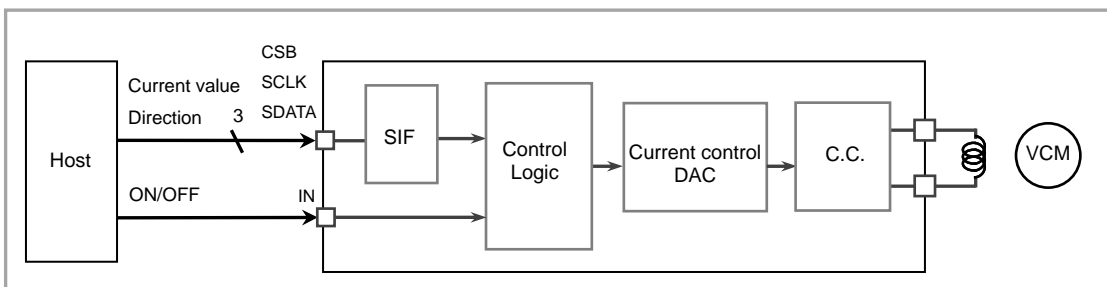 CSB
SCLK
SDATA
Current value
Direction
3
Host
ON/OFF
IN
SIF
Control
Logic
Current control
DAC
C.C.
VCM